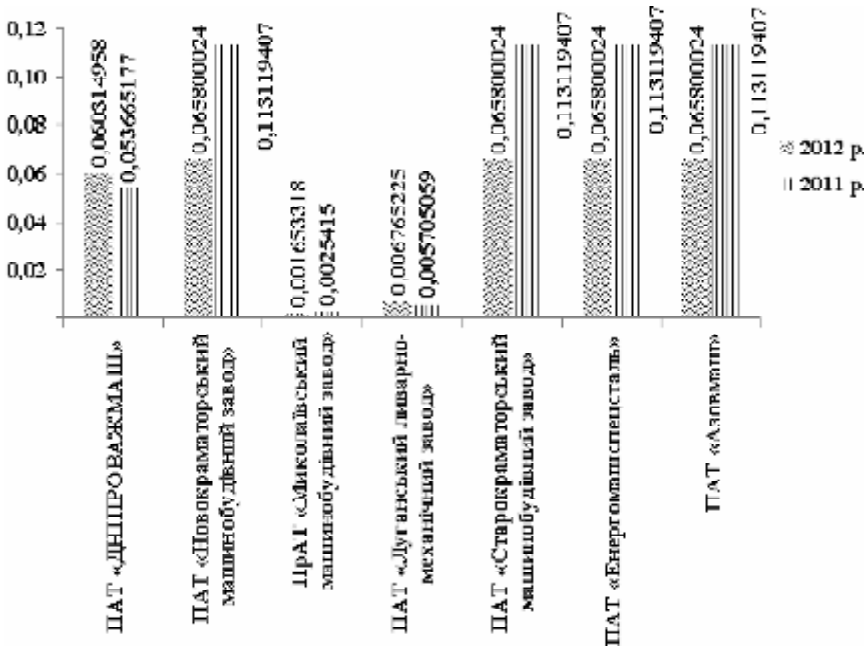 0,12
0,10
0,08
0,06
0,04
0,02
0,060314958
0,053665177
0,065800024
0,113119407
0,001653318
0,0025415
0,006765225
0,005705069
0,065800024
0,113119407
0,065800024
0,113119407
0,065800024
0,113119407
2012 р.
2011 р.
ПАТ «ДНІПРОВАЖМАШ»
ПАТ «Новокраматорський
машинобудівний завод»
ПрАТ «Миколаївський
машинобудівний завод»
ПАТ «Луганський ливарно-
механічний завод»
ПАТ «Старокраматорський
машинобудівний завод»
ПАТ «Енергомашспецсталь»
ПАТ «Азовмаш»